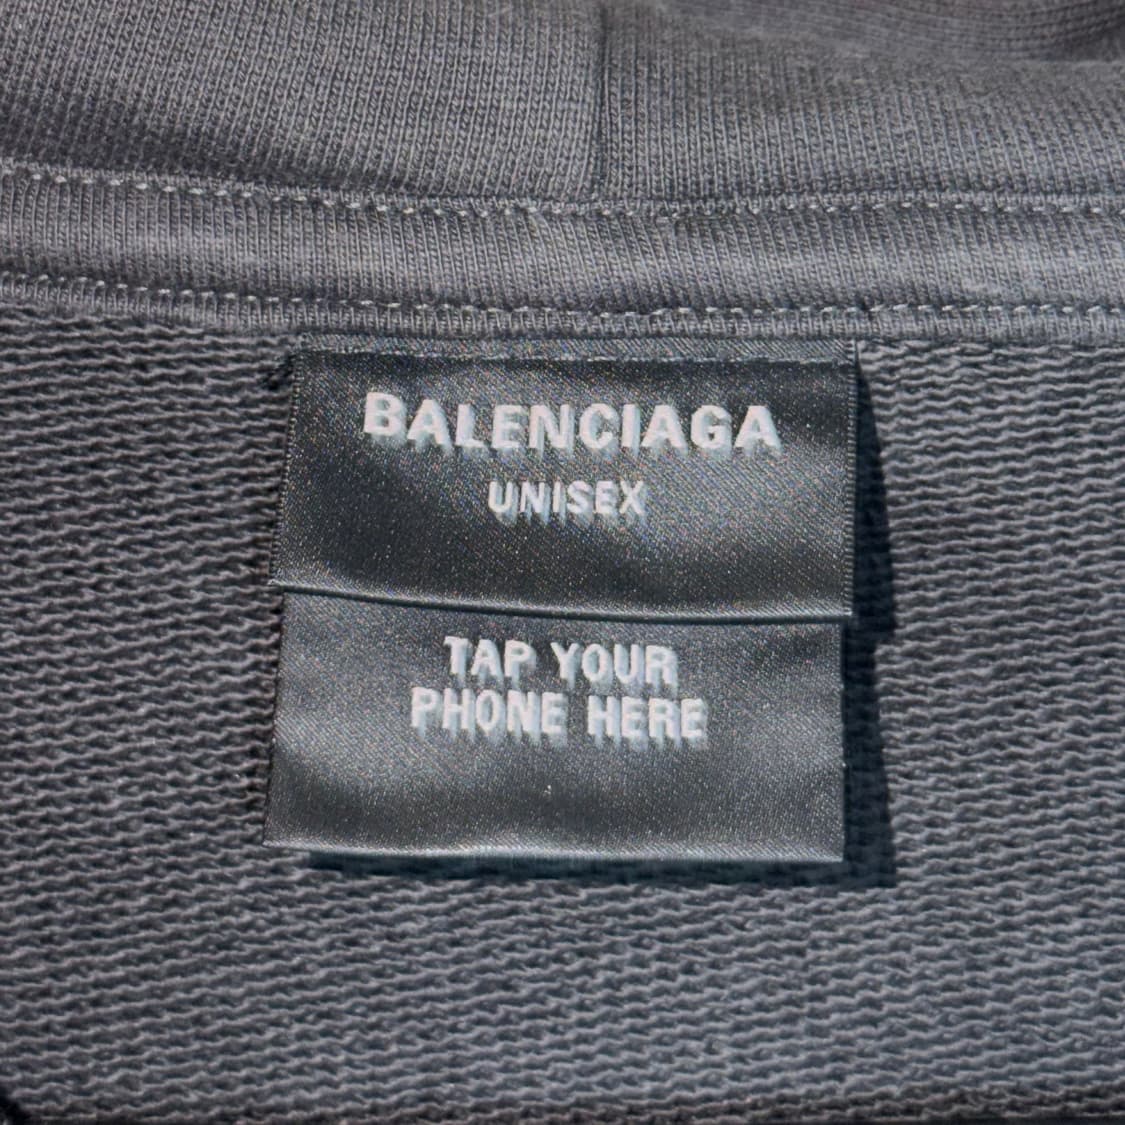 BALENCIAGA
UNISEX
TAP YOUR
PHONE HERE